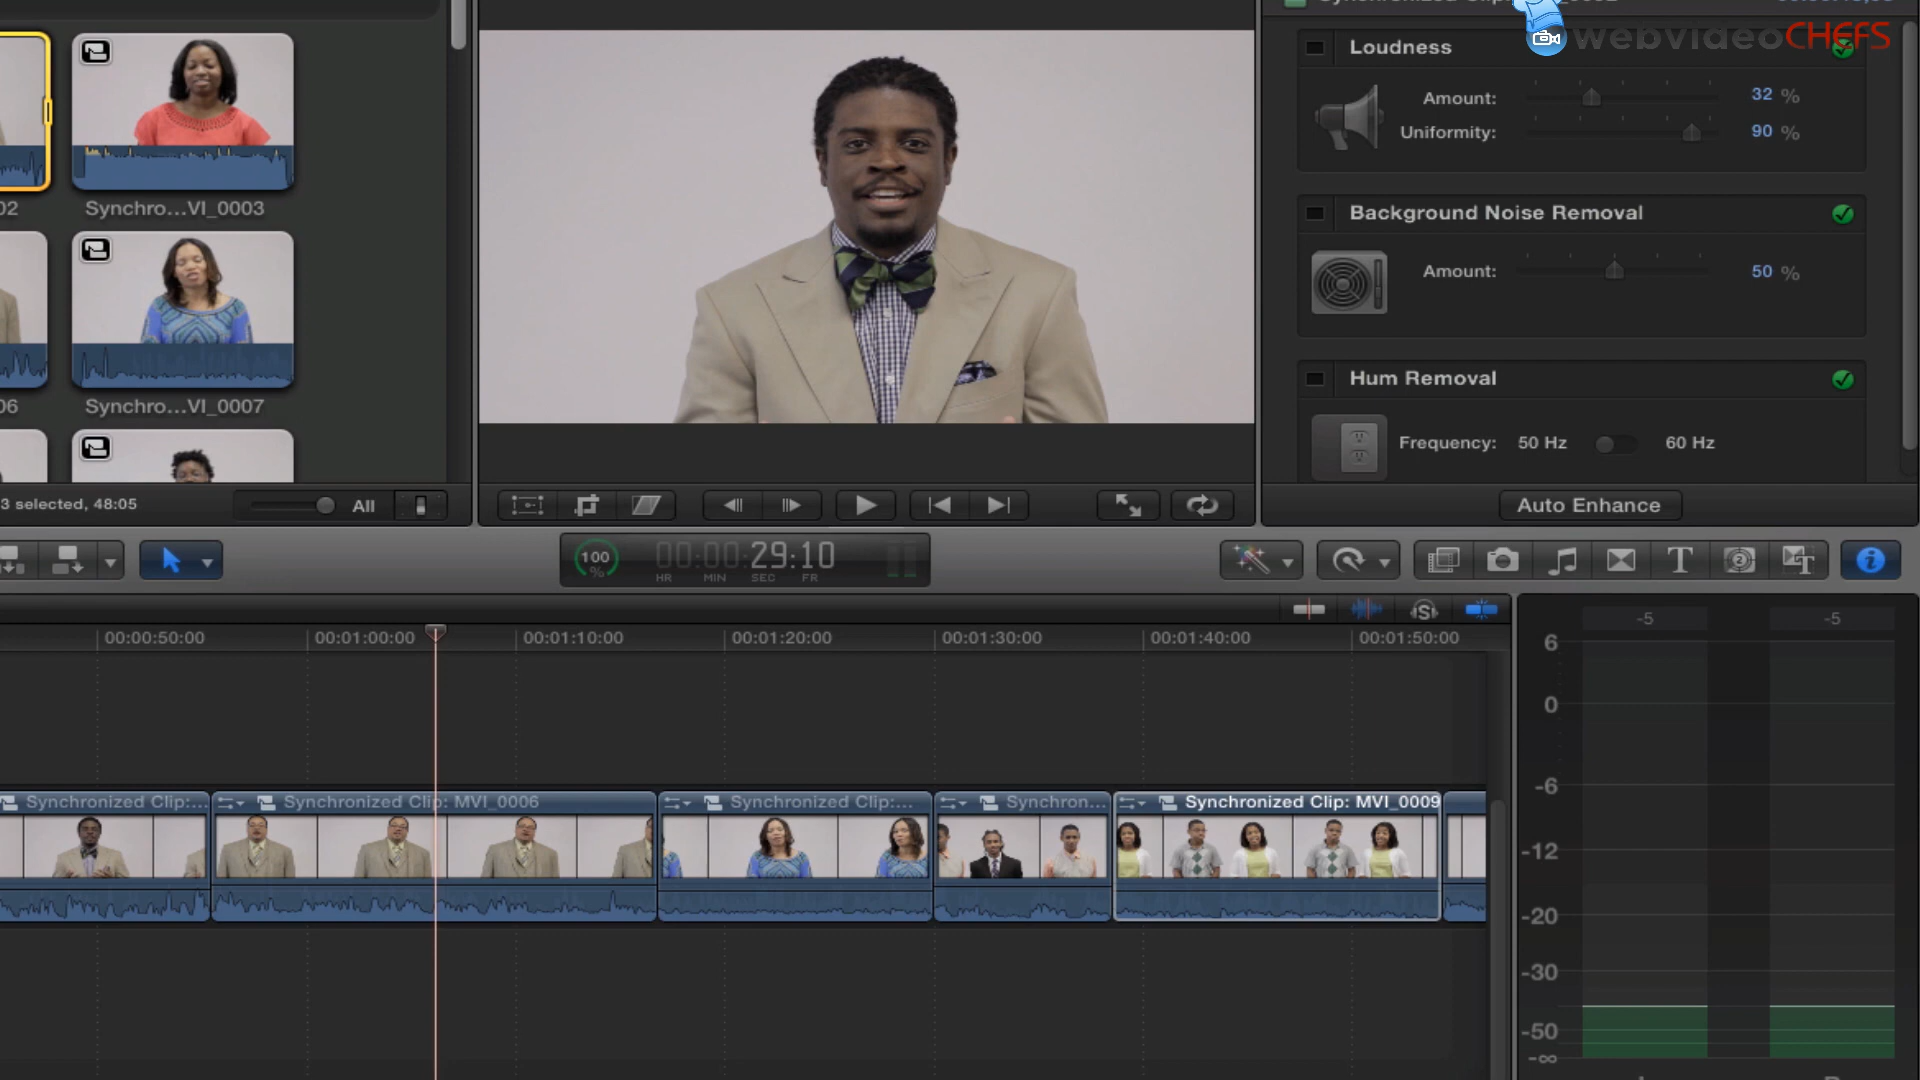 webvideoCHEFS
Loudness
Amount: 32 %
Uniformity: 90 %
Background Noise Removal
Amount: 50 %
Hum Removal
Frequency: 50 Hz 60 Hz
Auto Enhance
02 Synchro...VI_0003
06 Synchro...VI_0007
3 selected, 48:05 All
100 % 00:00:29:10
HR MIN SEC FR
00:00:50:00 00:01:00:00 00:01:10:00 00:01:20:00 00:01:30:00 00:01:40:00 00:01:50:00
Synchronized Clip:... Synchronized Clip: MVI_0006 Synchronized Clip:... Synchron... Synchronized Clip: MVI_0009
-5 -5
6
0
-6
-12
-20
-30
-50
-∞